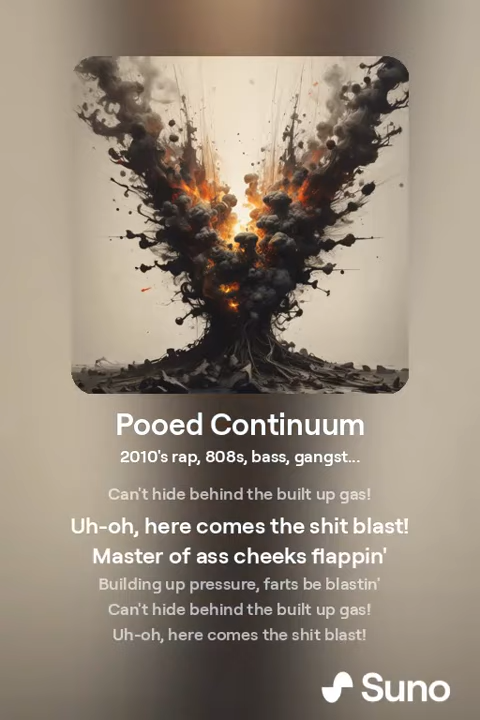 Pooed Continuum
2010's rap, 808s, bass, gangst...
Can't hide behind the built up gas!
Uh-oh, here comes the shit blast!
Master of ass cheeks flappin'
Building up pressure, farts be blastin'
Can't hide behind the built up gas!
Uh-oh, here comes the shit blast!
Suno